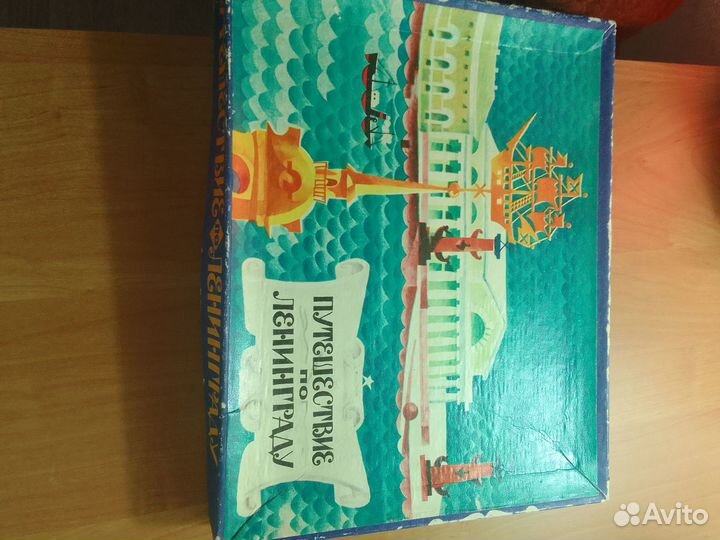 ПУТЕШЕСТВИЕ
ПО
ЛЕНИНГРАДУ
ПУТЕШЕСТВИЕ ПО ЛЕНИНГРАДУ
Avito